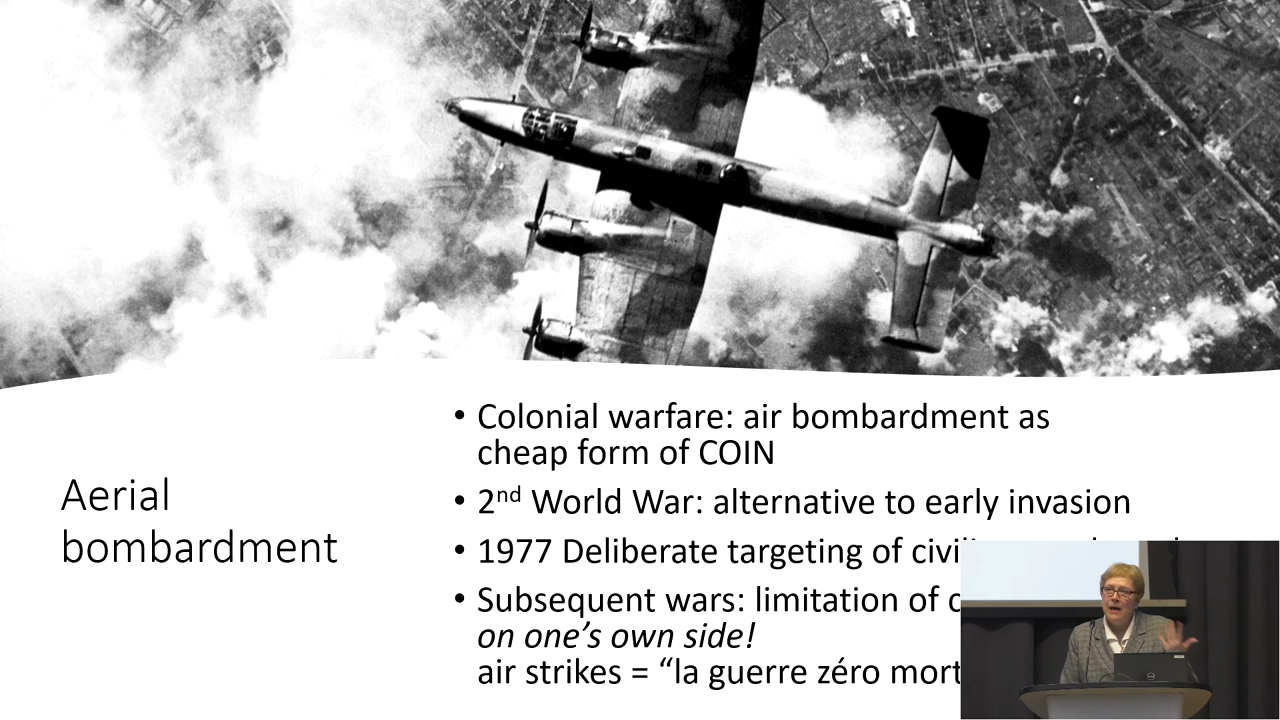 Aerial
bombardment
• Colonial warfare: air bombardment as
cheap form of COIN
• 2nd World War: alternative to early invasion
• 1977 Deliberate targeting of
• Subsequent wars: limitation of
on one’s own side!
air strikes = “la guerre zéro mort